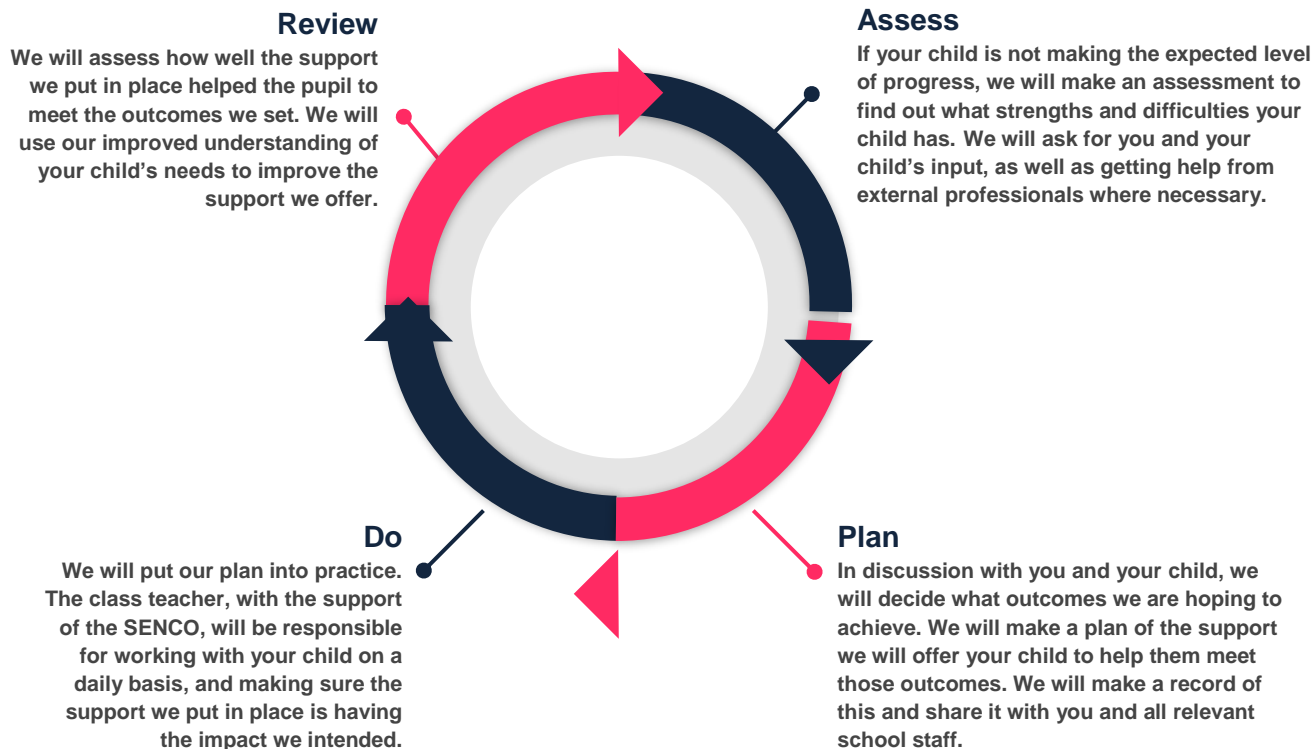 Review
We will assess how well the support
we put in place helped the pupil to
meet the outcomes we set. We will
use our improved understanding of
your child’s needs to improve the
support we offer.
Assess
If your child is not making the expected level
of progress, we will make an assessment to
find out what strengths and difficulties your
child has. We will ask for you and your
child’s input, as well as getting help from
external professionals where necessary.
Do
We will put our plan into practice.
The class teacher, with the support
of the SENCO, will be responsible
for working with your child on a
daily basis, and making sure the
support we put in place is having
the impact we intended.
Plan
In discussion with you and your child, we
will decide what outcomes we are hoping to
achieve. We will make a plan of the support
we will offer your child to help them meet
those outcomes. We will make a record of
this and share it with you and all relevant
school staff.